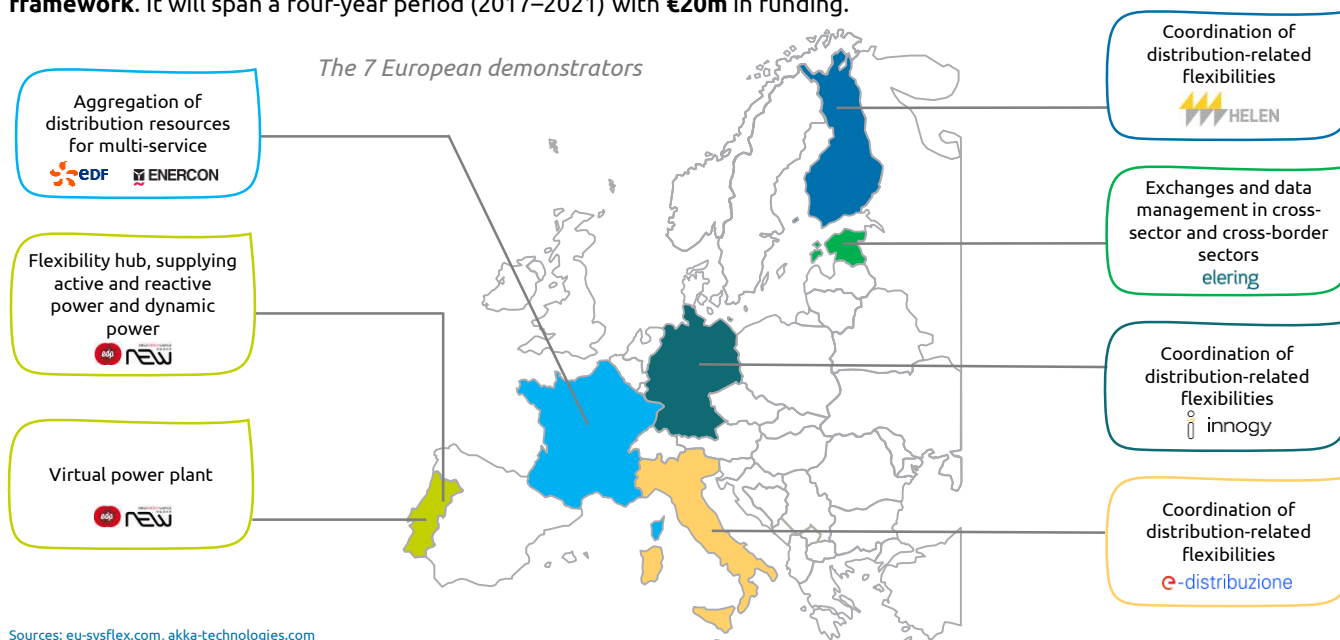 framework. It will span a four-year period (2017–2021) with €20m in funding.
The 7 European demonstrators
Aggregation of
distribution resources
for multi-service
eDF ENERCON
Flexibility hub, supplying
active and reactive
power and dynamic
power
edp new
Virtual power plant
edp new
Coordination of
distribution-related
flexibilities
HELEN
Exchanges and data
management in cross-
sector and cross-border
sectors
elering
Coordination of
distribution-related
flexibilities
innogy
Coordination of
distribution-related
flexibilities
e-distribuzione
Sources: eu-sysflex.com, akka-technologies.com